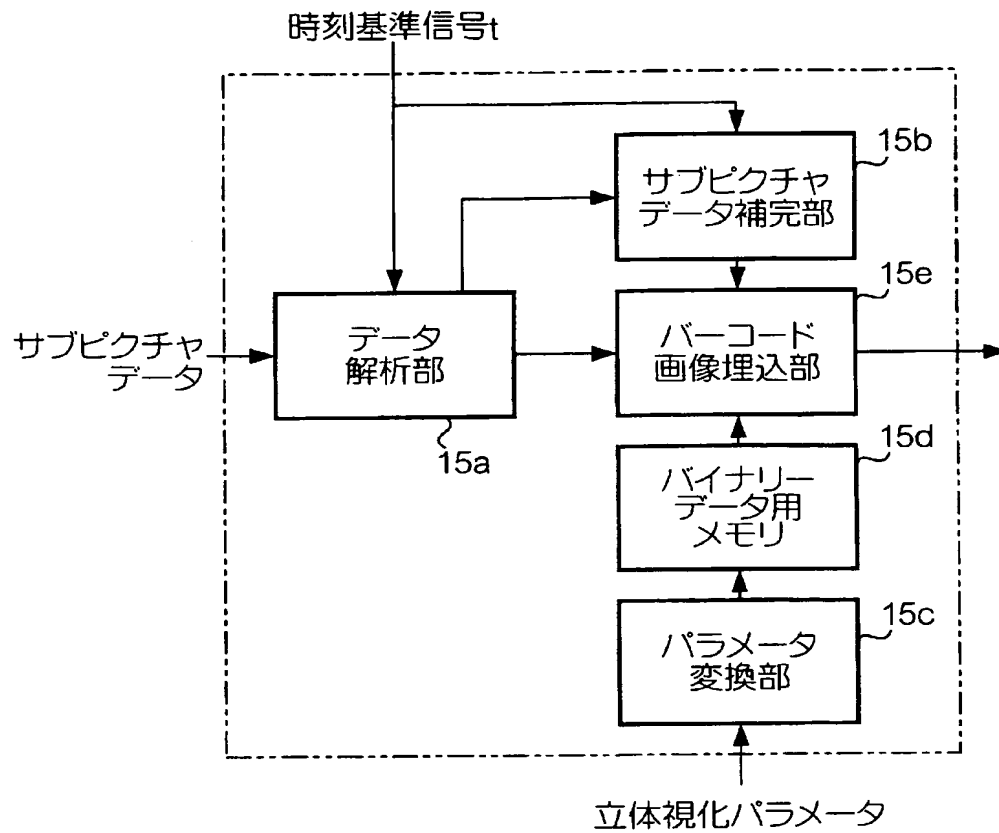 時刻基準信号t
15b
サブピクチャ
データ補完部
15e
サブピクチャ
データ
データ
解析部
バーコード
画像埋込部
15a
15d
バイナリー
データ用
メモリ
15c
パラメータ
変換部
立体視化パラメータ